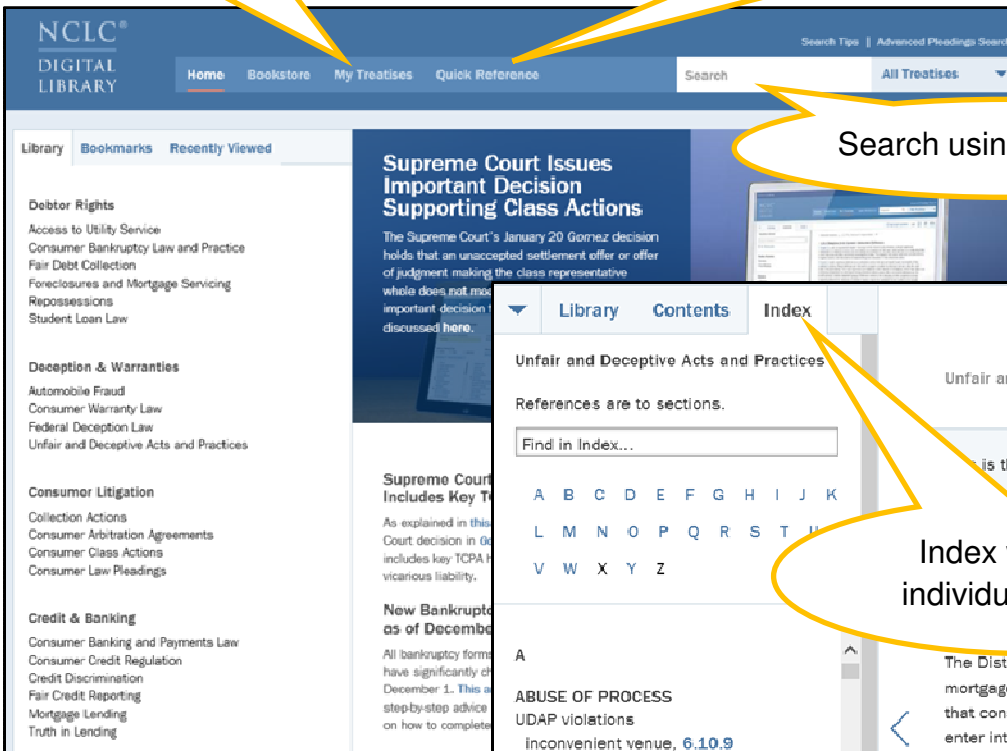 NCLC®
DIGITAL
LIBRARY
Search Tips || Advanced Pleadings Search
Home Bookstore My Treatises Quick Reference Search All Treatises
Library Bookmarks Recently Viewed
Debtor Rights
Access to Utility Service
Consumer Bankruptcy Law and Practice
Fair Debt Collection
Foreclosures and Mortgage Servicing
Repossessions
Student Loan Law
Deception & Warranties
Automobile Fraud
Consumer Warranty Law
Federal Deception Law
Unfair and Deceptive Acts and Practices
Consumer Litigation
Collection Actions
Consumer Arbitration Agreements
Consumer Class Actions
Consumer Law Pleadings
Credit & Banking
Consumer Banking and Payments Law
Consumer Credit Regulation
Credit Discrimination
Fair Credit Reporting
Mortgage Lending
Truth in Lending
Supreme Court Issues
Important Decision
Supporting Class Actions
The Supreme Court's January 20 Gomez decision
holds that an unaccepted settlement offer or offer
of judgment making the class representative
whole does not
important decision
discussed here.
Supreme Court
Includes Key
As explained in this
Court decision in
includes key TCPA
vicarious liability.
New
as of
All bankruptcy forms
have significantly
December 1. This
step-by-step advice
on how to complete
Search
Library Contents Index
Unfair and Deceptive Acts and Practices
References are to sections.
Find in Index...
A B C D E F G H I J K
L M N O P Q R S T U
V W X Y Z
A
ABUSE OF PROCESS
UDAP violations
inconvenient venue, 6.10.9
Unfair
is
Index
The
that
enter